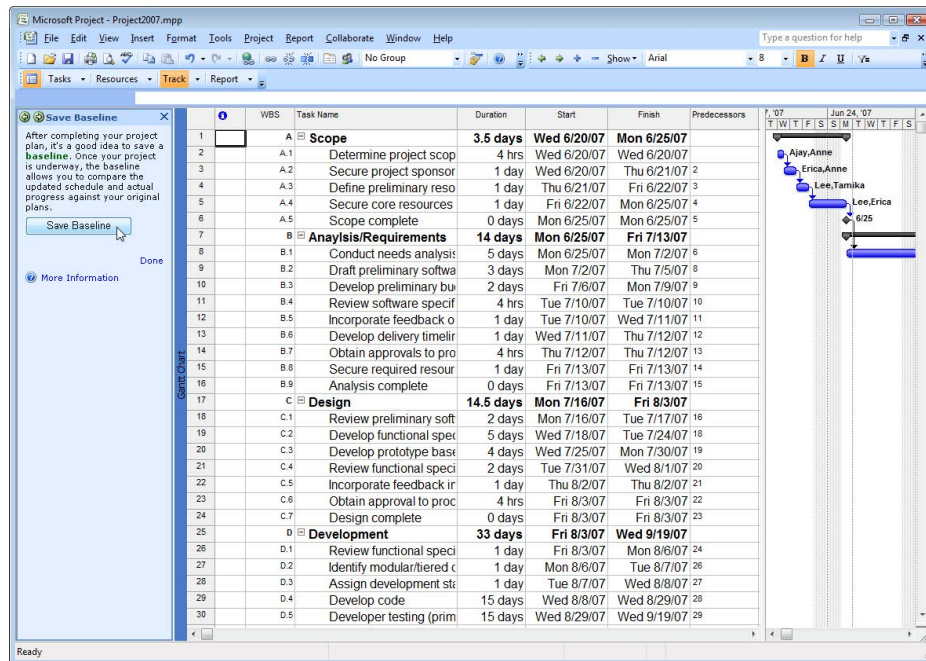 Microsoft Project - Project2007.mpp
File Edit View Insert Format Tools Project Report Collaborate Window Help
Type a question for help
No Group
Show
Arial
8
B I U
Tasks Resources Track Report
Save Baseline
After completing your project
plan, it's a good idea to save a
baseline. Once your project
is underway, the baseline
allows you to compare the
updated schedule and actual
progress against your original
plans.
Save Baseline
Done
More Information
Gantt Chart
WBS Task Name Duration Start Finish Predecessors
1 A Scope 3.5 days Wed 6/20/07 Mon 6/25/07
2 A.1 Determine project scop 4 hrs Wed 6/20/07 Wed 6/20/07
3 A.2 Secure project sponsor 1 day Wed 6/20/07 Thu 6/21/07 2
4 A.3 Define preliminary reso 1 day Thu 6/21/07 Fri 6/22/07 3
5 A.4 Secure core resources 1 day Fri 6/22/07 Mon 6/25/07 4
6 A.5 Scope complete 0 days Mon 6/25/07 Mon 6/25/07 5
7 B Anaylsis/Requirements 14 days Mon 6/25/07 Fri 7/13/07
8 B.1 Conduct needs analysis 5 days Mon 6/25/07 Mon 7/2/07 6
9 B.2 Draft preliminary softwa 3 days Mon 7/2/07 Thu 7/5/07 8
10 B.3 Develop preliminary bu 2 days Fri 7/6/07 Mon 7/9/07 9
11 B.4 Review software specif 4 hrs Tue 7/10/07 Tue 7/10/07 10
12 B.5 Incorporate feedback o 1 day Tue 7/10/07 Wed 7/11/07 11
13 B.6 Develop delivery timelin 1 day Wed 7/11/07 Thu 7/12/07 12
14 B.7 Obtain approvals to pro 4 hrs Thu 7/12/07 Thu 7/12/07 13
15 B.8 Secure required resour 1 day Fri 7/13/07 Fri 7/13/07 14
16 B.9 Analysis complete 0 days Fri 7/13/07 Fri 7/13/07 15
17 C Design 14.5 days Mon 7/16/07 Fri 8/3/07
18 C.1 Review preliminary soft 2 days Mon 7/16/07 Tue 7/17/07 16
19 C.2 Develop functional spec 5 days Wed 7/18/07 Tue 7/24/07 18
20 C.3 Develop prototype base 4 days Wed 7/25/07 Mon 7/30/07 19
21 C.4 Review functional speci 2 days Tue 7/31/07 Wed 8/1/07 20
22 C.5 Incorporate feedback in 1 day Thu 8/2/07 Thu 8/2/07 21
23 C.6 Obtain approval to proc 4 hrs Fri 8/3/07 Fri 8/3/07 22
24 C.7 Design complete 0 days Fri 8/3/07 Fri 8/3/07 23
25 D Development 33 days Fri 8/3/07 Wed 9/19/07
26 D.1 Review functional speci 1 day Fri 8/3/07 Mon 8/6/07 24
27 D.2 Identify modular/tiered d 1 day Mon 8/6/07 Tue 8/7/07 26
28 D.3 Assign development sta 1 day Tue 8/7/07 Wed 8/8/07 27
29 D.4 Develop code 15 days Wed 8/8/07 Wed 8/29/07 28
30 D.5 Developer testing (prim 15 days Wed 8/29/07 Wed 9/19/07 29
7, '07 Jun 24, '07
T W T F S S M T W T F S
Ajay,Anne
Erica,Anne
Lee,Tamika
Lee,Erica
6/25
Ready